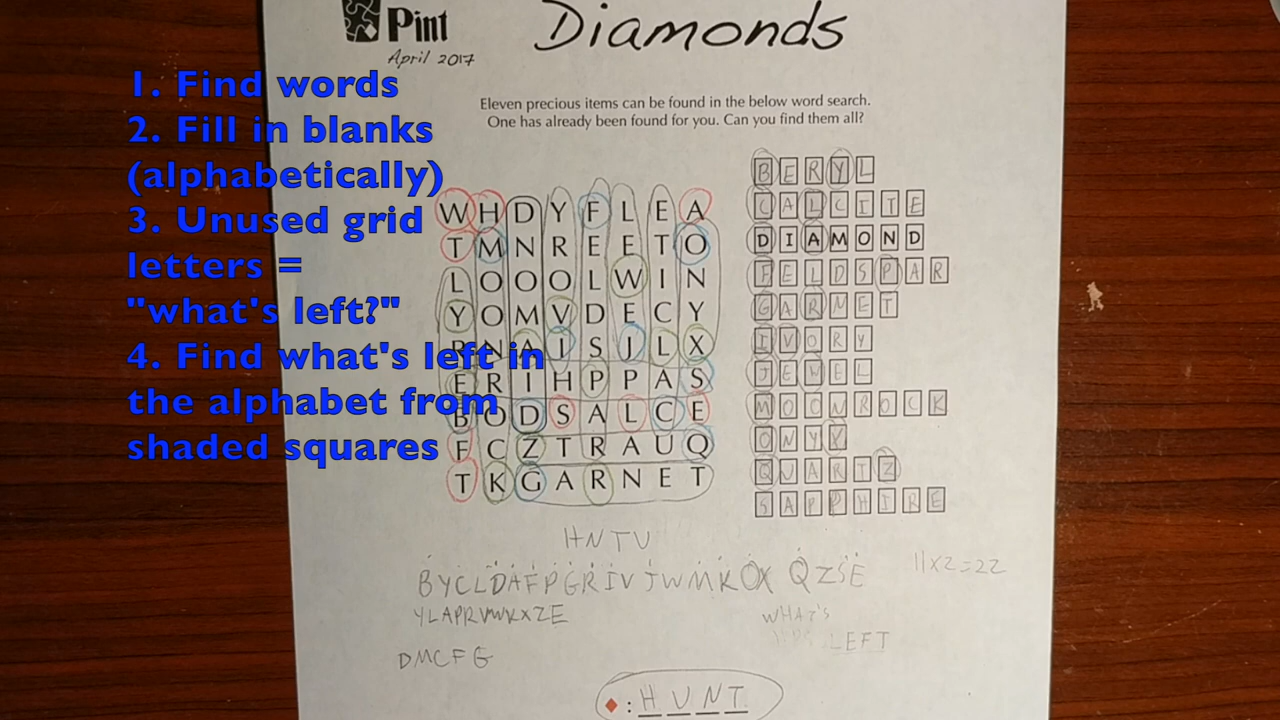 Pint
Diamonds
April 2017
1. Find words
2. Fill in blanks
(alphabetically)
3. Unused grid
letters =
"what's left?"
4. Find what's left in
the alphabet from
shaded squares
Eleven precious items can be found in the below word search.
One has already been found for you. Can you find them all?
W H D Y F L E A
T M N R E E T O
L O O O L W I N
Y O M V D E C Y
R N A I S J L X
E R I H P P A S
B O D S A L C E
F C Z T R A U Q
T K G A R N E T
BERYL
CALCITE
DIAMOND
FELDSPAR
GARNET
IVORY
JEWEL
MOONROCK
ONYX
QUARTZ
SAPPHIRE
HNTU
BYCLDAFPGRIVJWMKOXQZSE
11x2=22
YLAPRVWKXZE
WHAT'S
LEFT
DMCFG
♦: HUNT